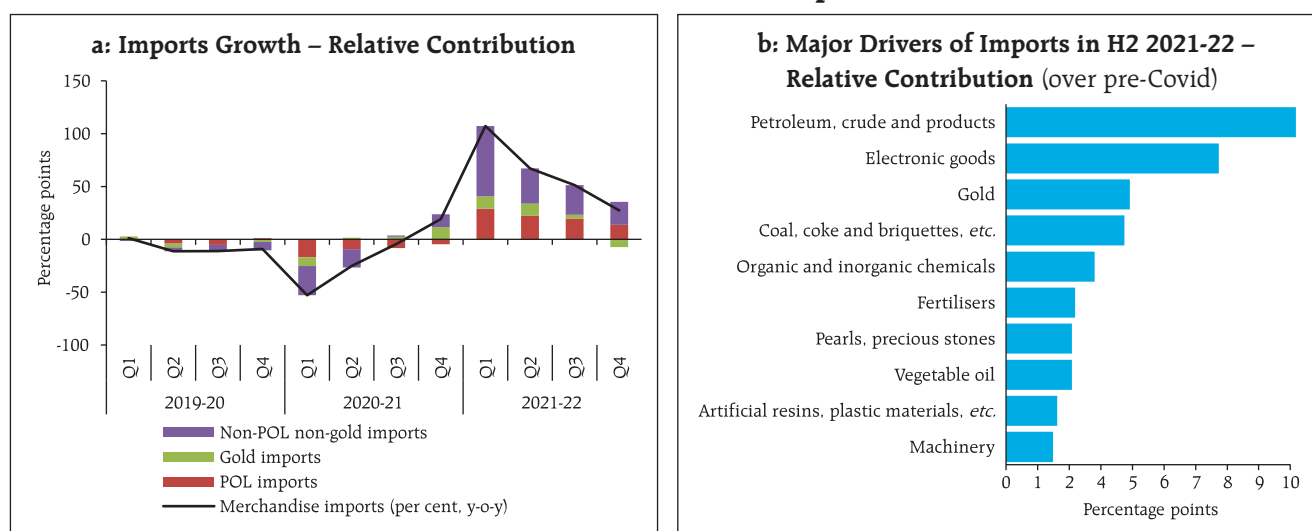 a: Imports Growth – Relative Contribution
Percentage points
150
100
50
0
-50
-100
Q1 Q2 Q3 Q4 Q1 Q2 Q3 Q4 Q1 Q2 Q3 Q4
2019-20 2020-21 2021-22
Non-POL non-gold imports
Gold imports
POL imports
Merchandise imports (per cent, y-o-y)
b: Major Drivers of Imports in H2 2021-22 –
Relative Contribution (over pre-Covid)
Petroleum, crude and products
Electronic goods
Gold
Coal, coke and briquettes, etc.
Organic and inorganic chemicals
Fertilisers
Pearls, precious stones
Vegetable oil
Artificial resins, plastic materials, etc.
Machinery
0 1 2 3 4 5 6 7 8 9 10
Percentage points